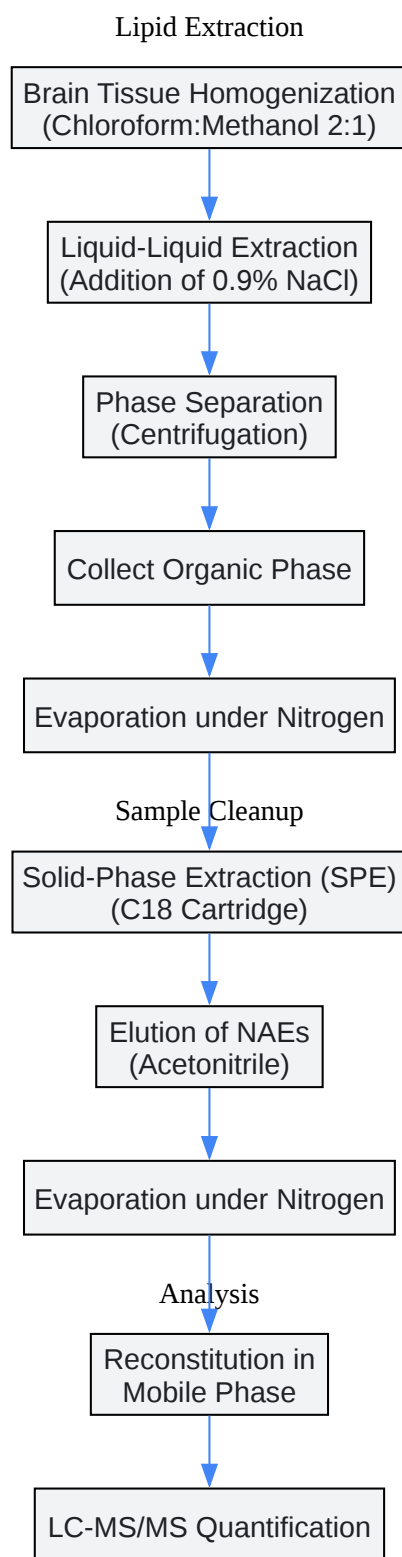 Lipid Extraction
Brain Tissue Homogenization
(Chloroform:Methanol 2:1)
Liquid-Liquid Extraction
(Addition of 0.9% NaCl)
Phase Separation
(Centrifugation)
Collect Organic Phase
Evaporation under Nitrogen
Sample Cleanup
Solid-Phase Extraction (SPE)
(C18 Cartridge)
Elution of NAEs
(Acetonitrile)
Evaporation under Nitrogen
Analysis
Reconstitution in
Mobile Phase
LC-MS/MS Quantification